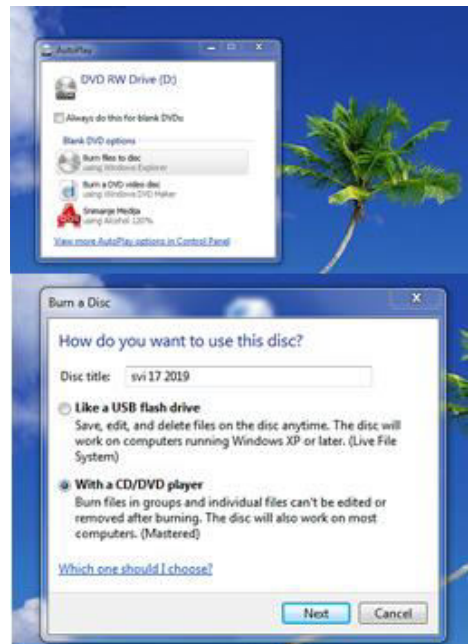 AutoPlay
DVD RW Drive (D:)
Always do this for blank DVDs
Blank DVD options
Burn files to disc
using Windows Explorer
Burn a DVD video disc
using Windows DVD Maker
Snimanje Medija
using Alcohol 120%
View more AutoPlay options in Control Panel
Burn a Disc
How do you want to use this disc?
Disc title: svi 17 2019
Like a USB flash drive
Save, edit, and delete files on the disc anytime. The disc will
work on computers running Windows XP or later. (Live File
System)
With a CD/DVD player
Burn files in groups and individual files can't be edited or
removed after burning. The disc will also work on most
computers. (Mastered)
Which one should I choose?
Next Cancel